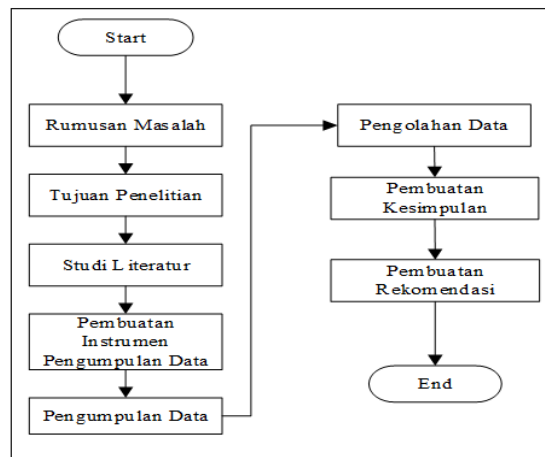 Start
Rumusan Masalah
Tujuan Penelitian
Studi Literatur
Pembuatan
Instrumen
Pengumpulan Data
Pengumpulan Data
Pengolahan Data
Pembuatan
Kesimpulan
Pembuatan
Rekomendasi
End